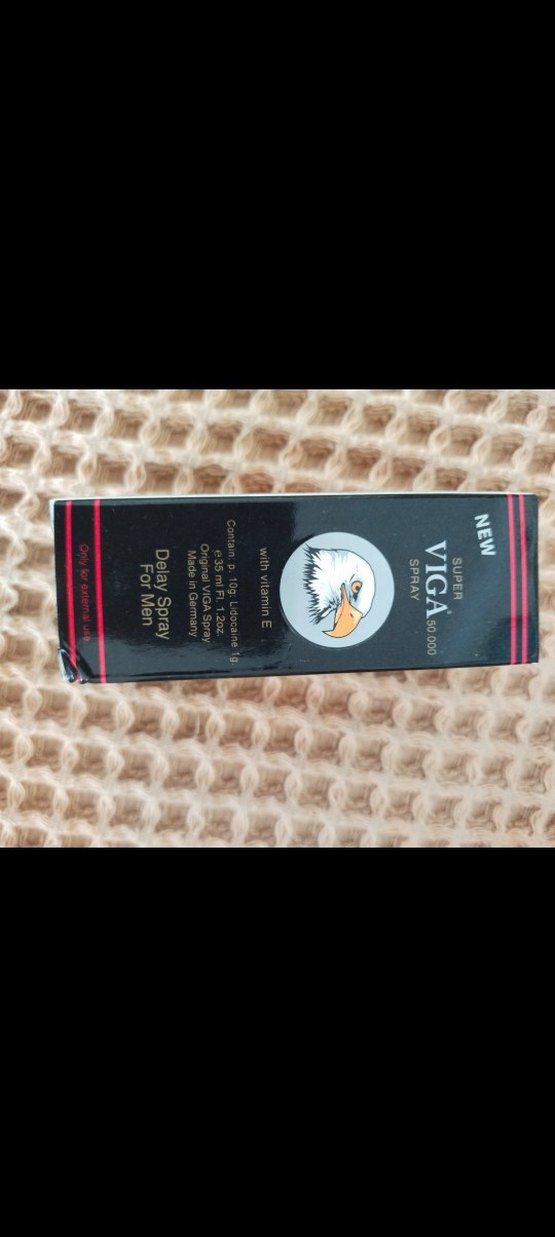 NEW
SUPER
VIGA® 50.000
SPRAY
with vitamin E
Contain: p. 10g. Lidocaine 1g.
e 35 ml Fl. 1.2oz.
Original VIGA Spray
Made in Germany
Delay Spray
For Men
Only for external use